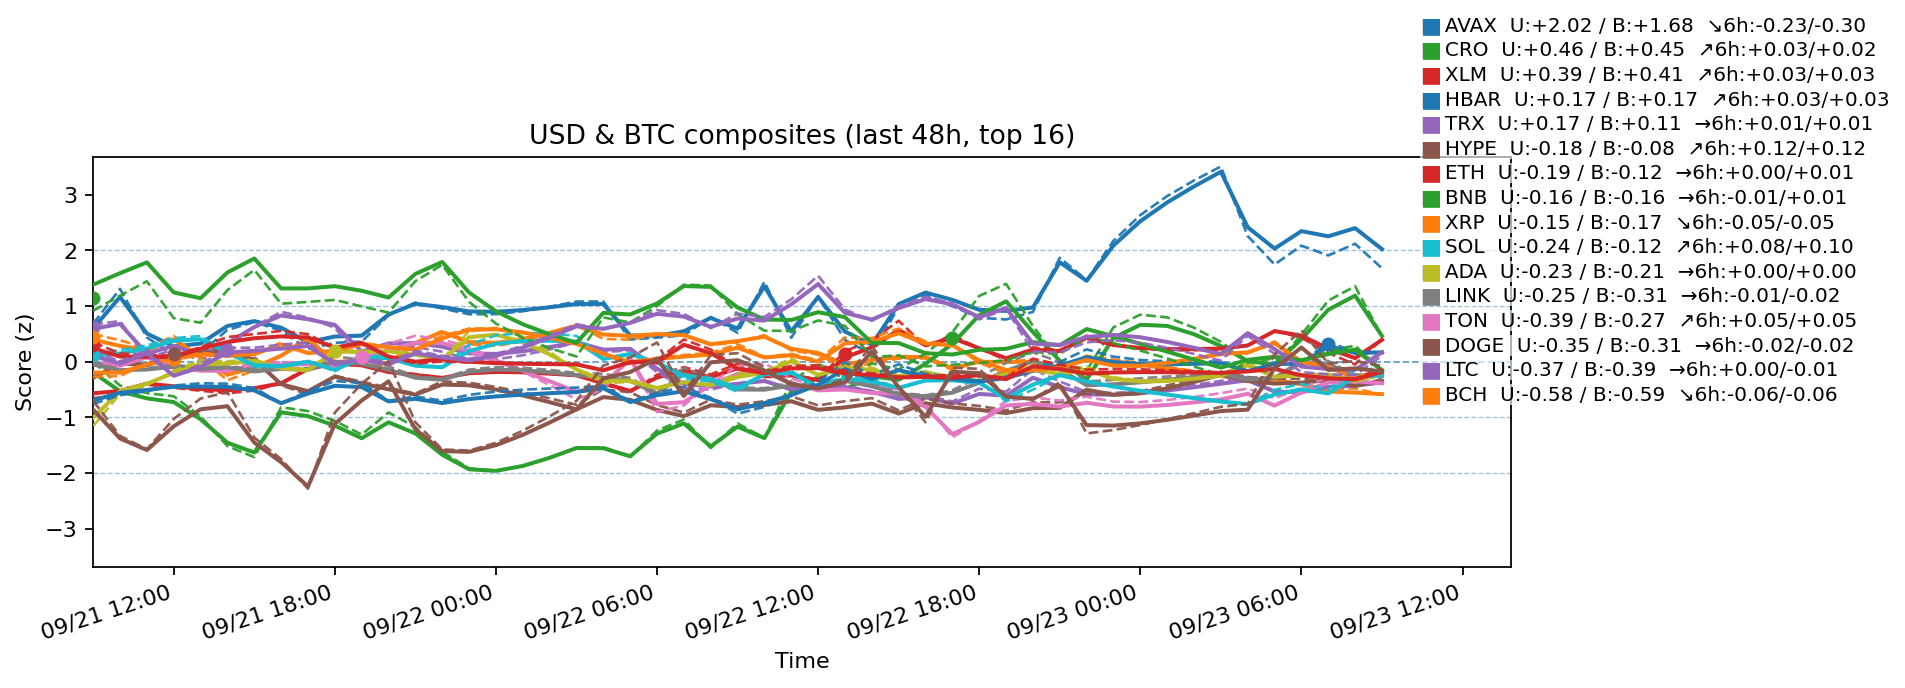 AVAX U:+2.02 / B:+1.68 ↘6h:-0.23/-0.30
CRO U:+0.46 / B:+0.45 ↗6h:+0.03/+0.02
XLM U:+0.39 / B:+0.41 ↗6h:+0.03/+0.03
HBAR U:+0.17 / B:+0.17 ↗6h:+0.03/+0.03
TRX U:+0.17 / B:+0.11 →6h:+0.01/+0.01
HYPE U:-0.18 / B:-0.08 ↗6h:+0.12/+0.12
ETH U:-0.19 / B:-0.12 →6h:+0.00/+0.01
BNB U:-0.16 / B:-0.16 →6h:-0.01/+0.01
XRP U:-0.15 / B:-0.17 ↘6h:-0.05/-0.05
SOL U:-0.24 / B:-0.12 ↗6h:+0.08/+0.10
ADA U:-0.23 / B:-0.21 →6h:+0.00/+0.00
LINK U:-0.25 / B:-0.31 →6h:-0.01/-0.02
TON U:-0.39 / B:-0.27 ↗6h:+0.05/+0.05
DOGE U:-0.35 / B:-0.31 →6h:-0.02/-0.02
LTC U:-0.37 / B:-0.39 →6h:+0.00/-0.01
BCH U:-0.58 / B:-0.59 ↘6h:-0.06/-0.06
USD & BTC composites (last 48h, top 16)
Score (z)
3
2
1
0
−1
−2
−3
09/21 12:00
09/21 18:00
09/22 00:00
09/22 06:00
09/22 12:00
09/22 18:00
09/23 00:00
09/23 06:00
09/23 12:00
Time